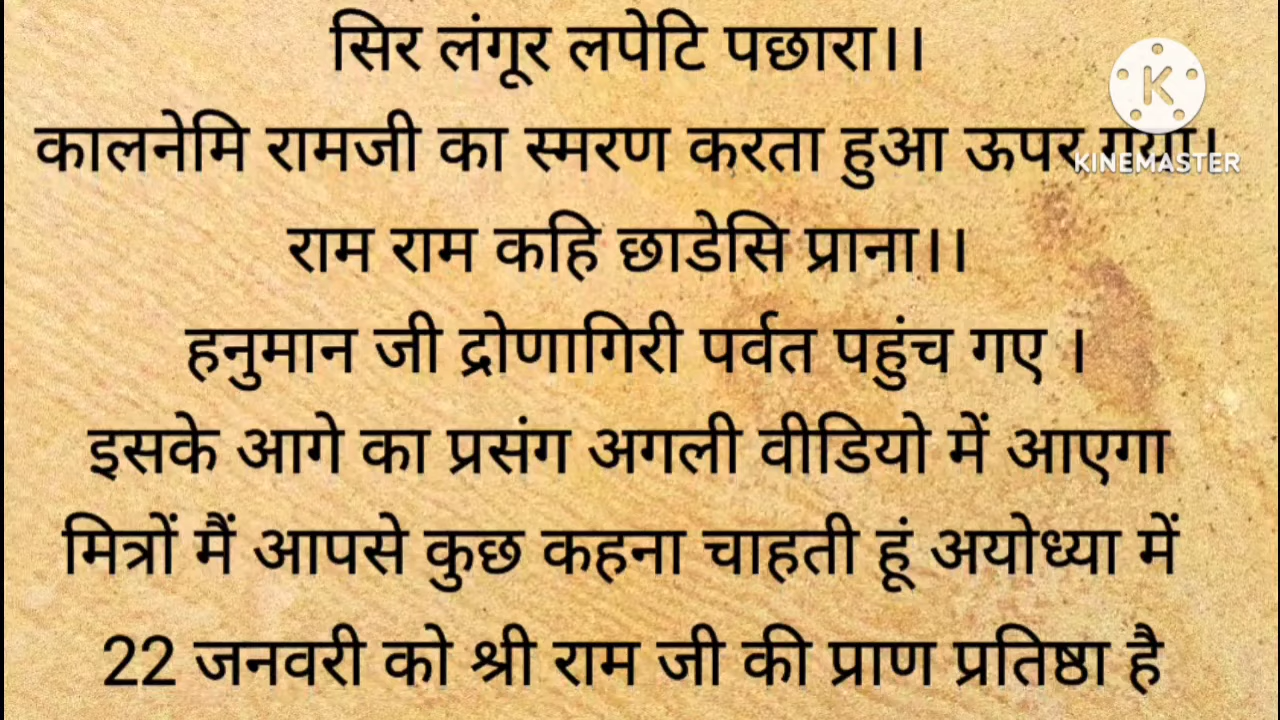 सिर लंगूर लपेटि पछारा।।
कालनेमि रामजी का स्मरण करता हुआ ऊपर गया।
राम राम कहि छाडेसि प्राना।।
हनुमान जी द्रोणागिरी पर्वत पहुंच गए ।
इसके आगे का प्रसंग अगली वीडियो में आएगा
मित्रों मैं आपसे कुछ कहना चाहती हूं अयोध्या में
22 जनवरी को श्री राम जी की प्राण प्रतिष्ठा है
K
KINEMASTER